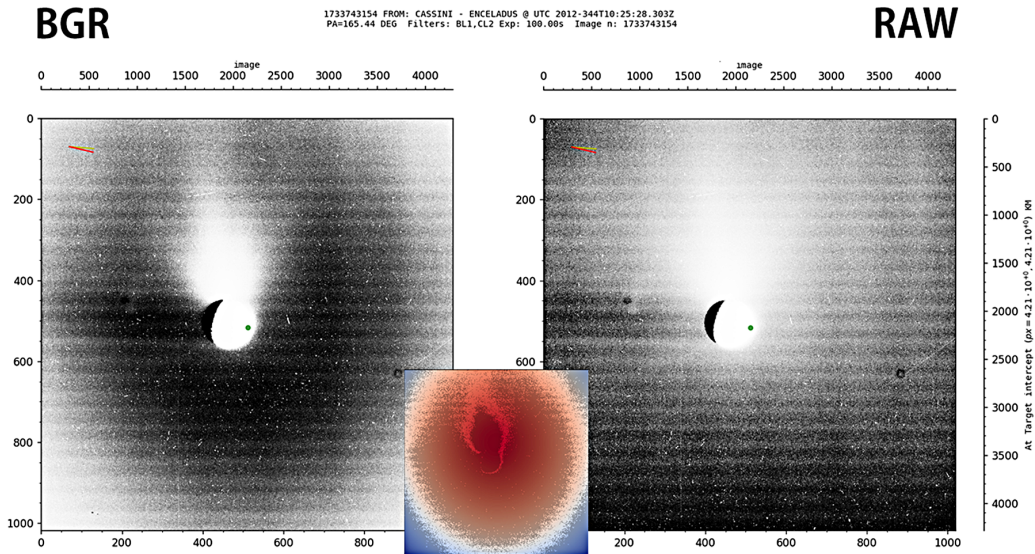 BGR
1733743154 FROM: CASSINI - ENCELADUS @ UTC 2012-344T10:25:28.303Z
PA=165.44 DEG  Filters: BL1,CL2 Exp: 100.00s  Image n: 1733743154
RAW
image
0 500 1000 1500 2000 2500 3000 3500 4000
image
0 500 1000 1500 2000 2500 3000 3500 4000
0
200
400
600
800
1000
0 200 400 600 800
0
200
400
600
200 400 600 800 1000
0
500
1000
1500
2000
2500
3000
3500
4000
At Target intercept (px = 4.21 · 10⁺⁰, 4.21 · 10⁺⁰) KM